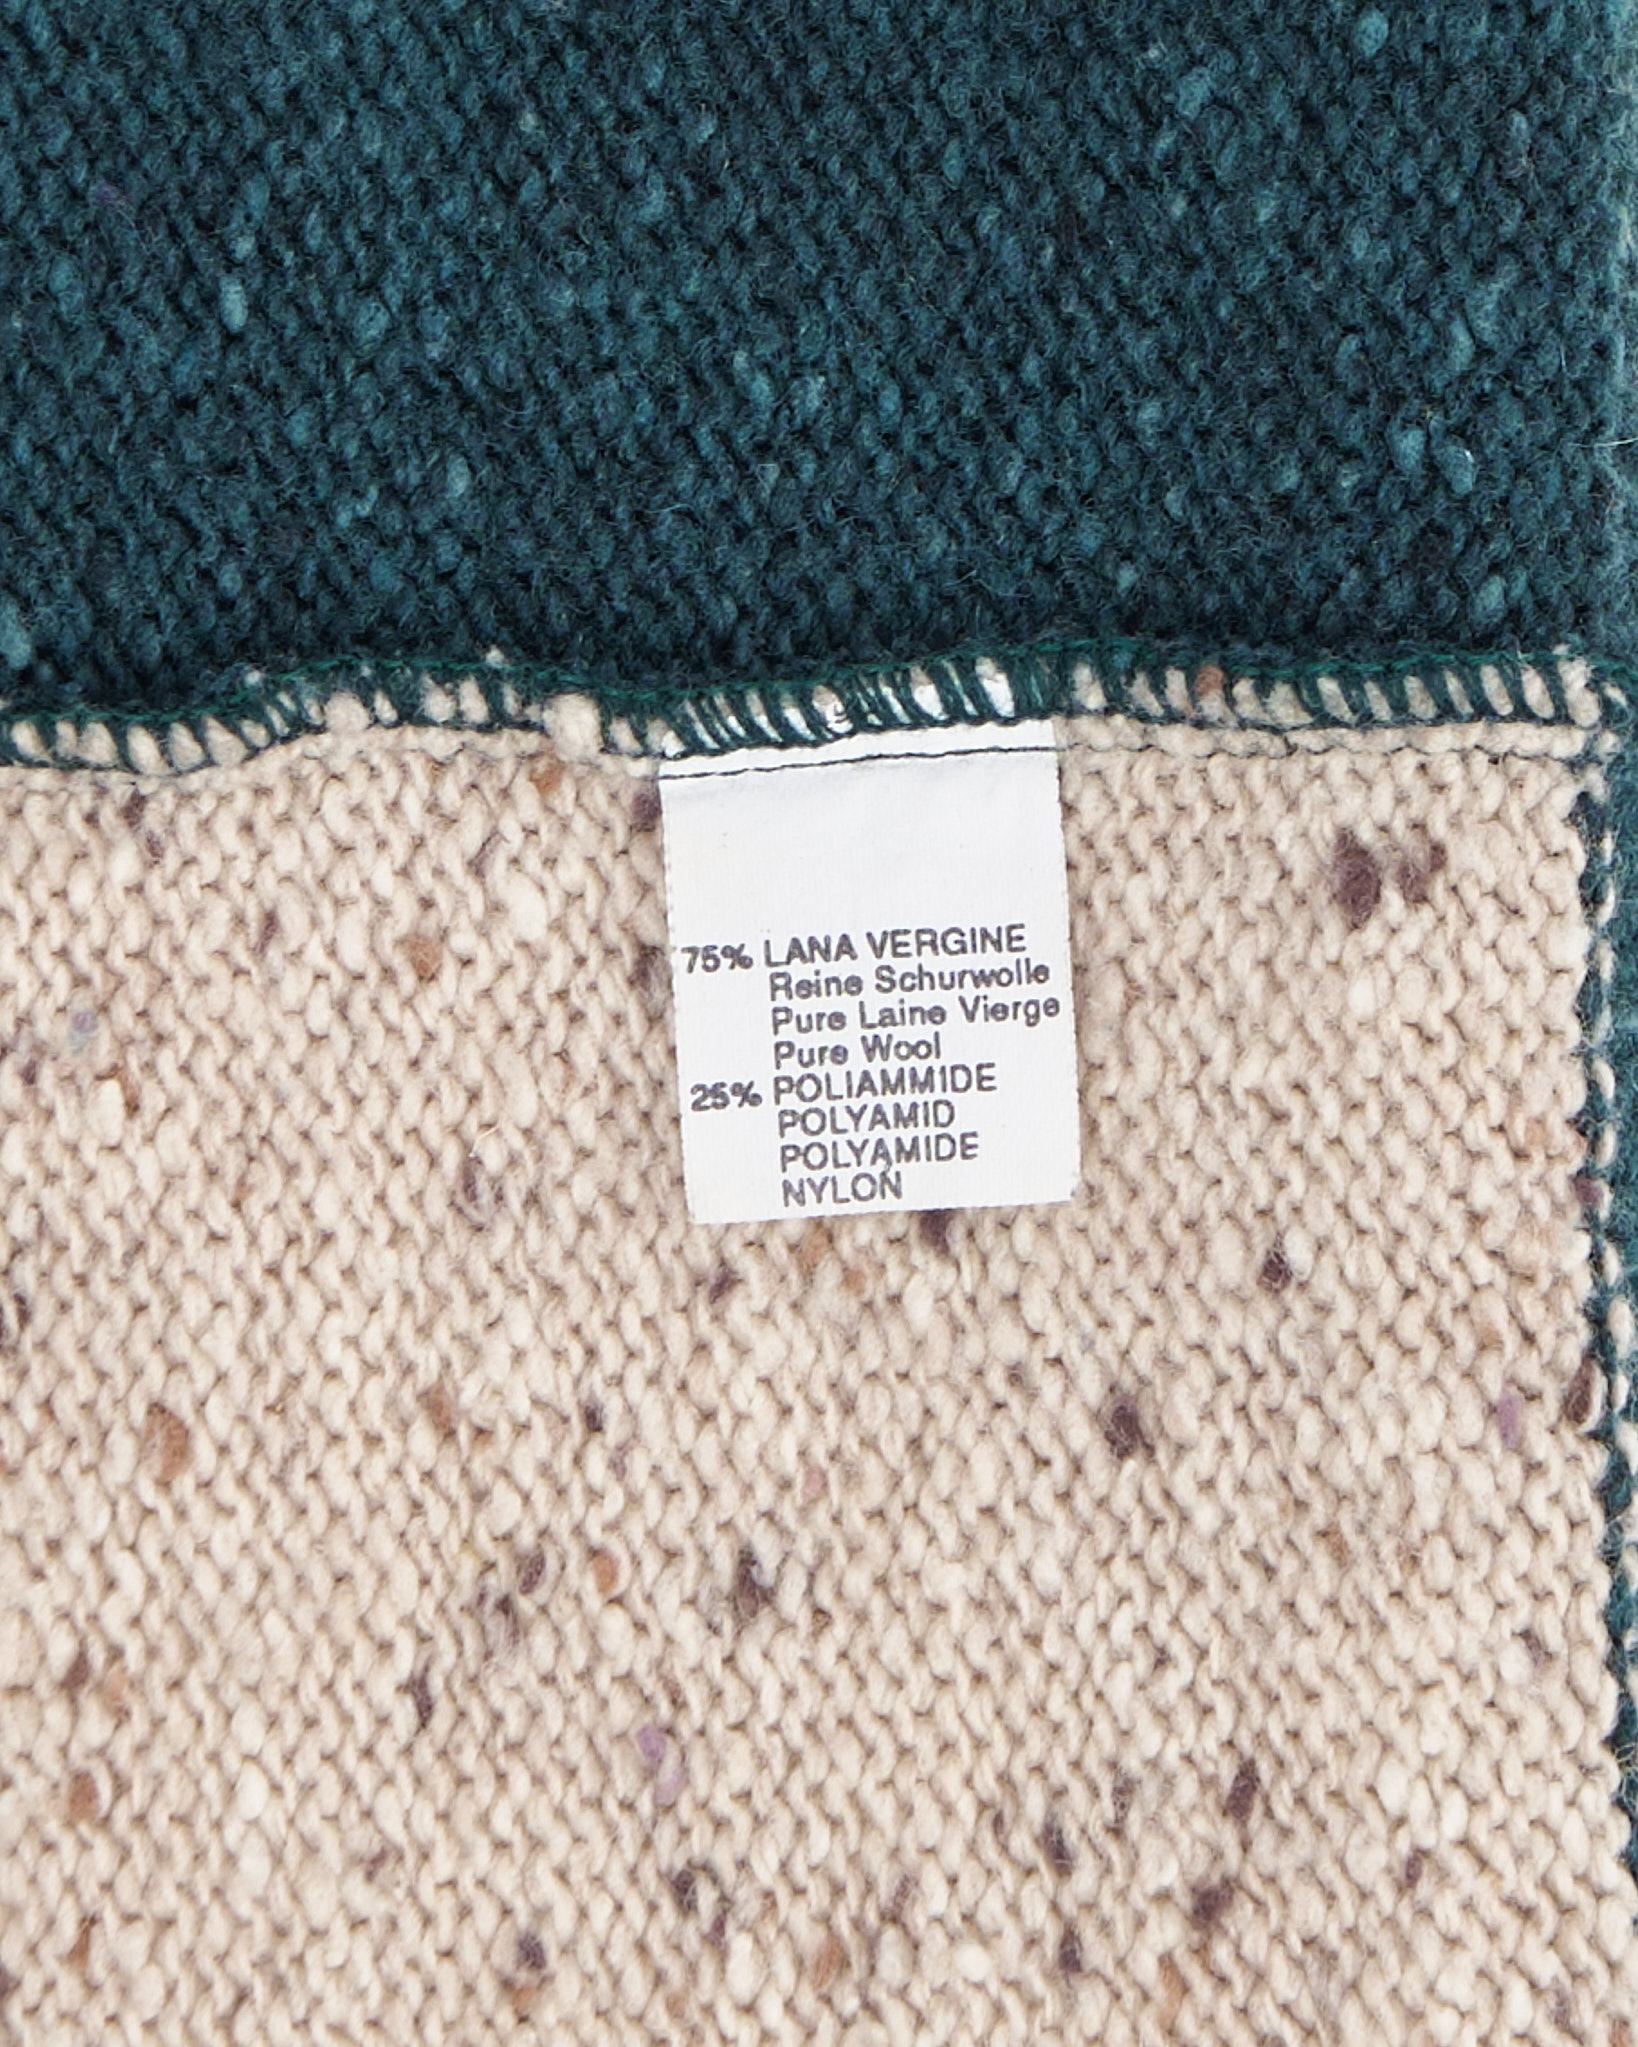 75% LANA VERGINE
Reine Schurwolle
Pure Laine Vierge
Pure Wool
25% POLIAMMIDE
POLYAMID
POLYAMIDE
NYLON